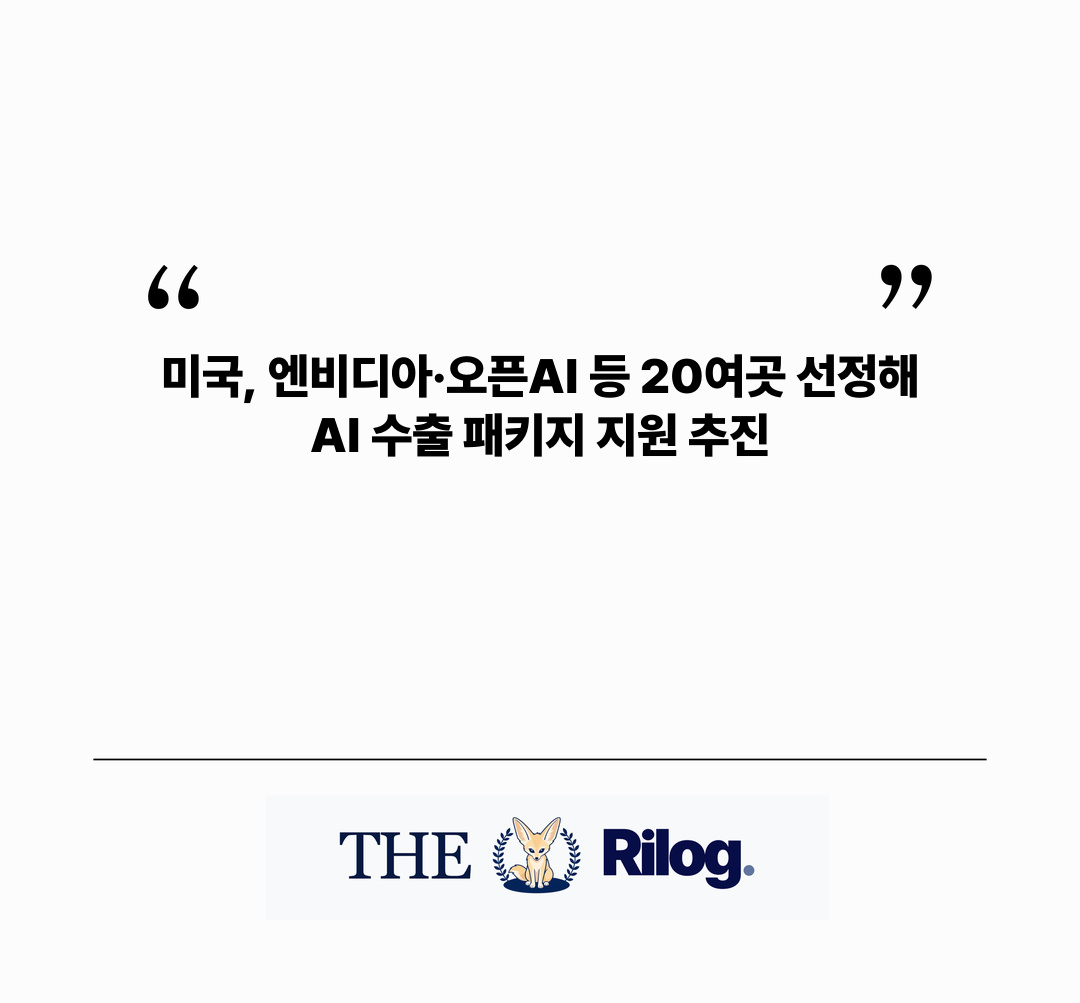 “ ”
미국, 엔비디아·오픈AI 등 20여곳 선정해
AI 수출 패키지 지원 추진
THE Rilog.